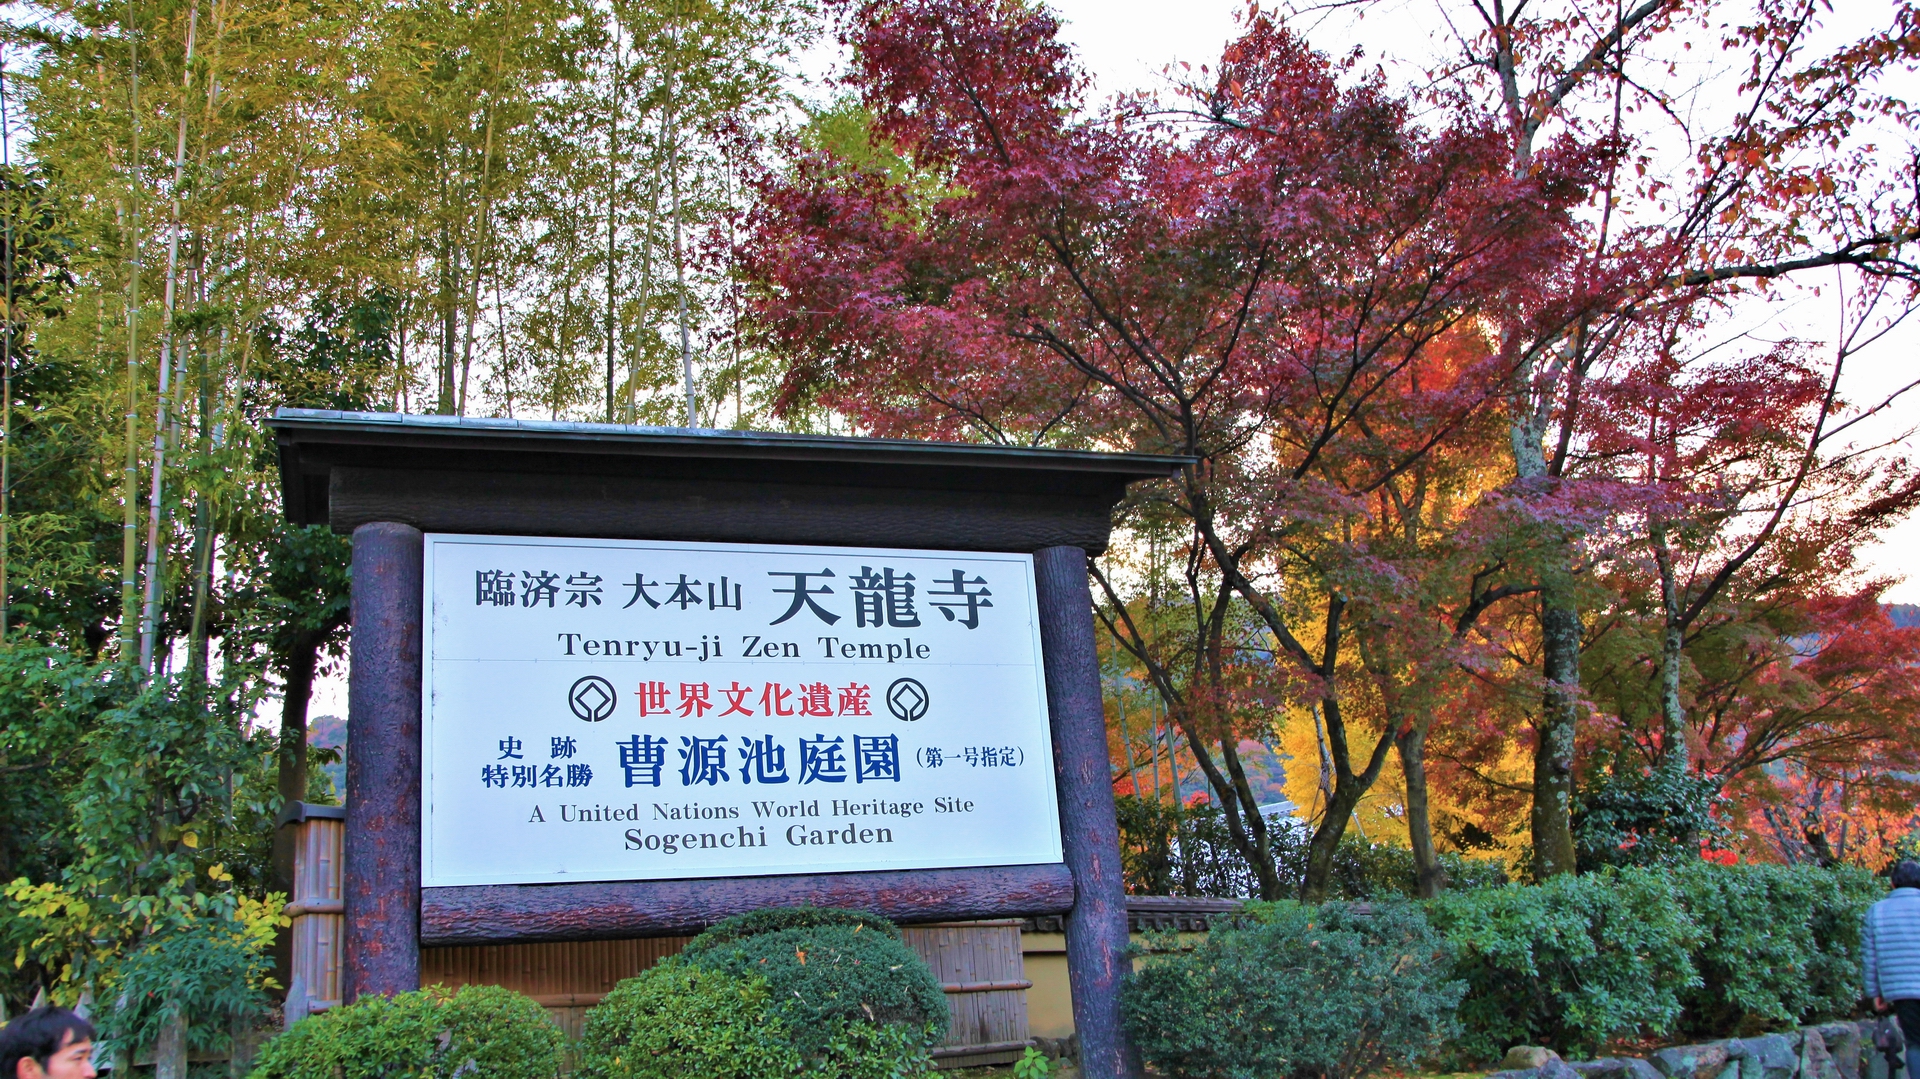 臨済宗 大本山 天龍寺
Tenryu-ji Zen Temple
世界文化遺産
史跡
特別名勝 曹源池庭園 (第一号指定)
A United Nations World Heritage Site
Sogenchi Garden